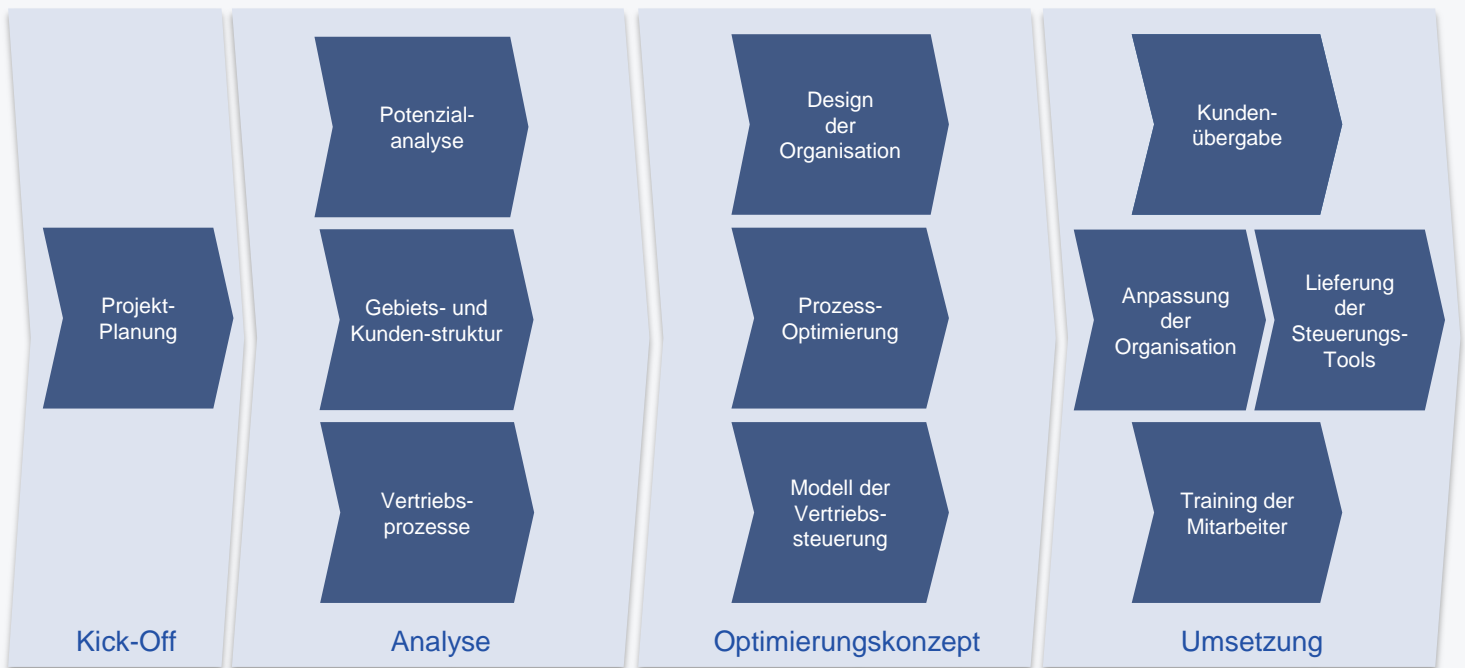 Projekt-
Planung
Kick-Off
Potenzial-
analyse
Gebiets- und
Kunden-struktur
Vertriebs-
prozesse
Analyse
Design
der
Organisation
Prozess-
Optimierung
Modell der
Vertriebs-
steuerung
Optimierungskonzept
Kunden-
übergabe
Anpassung
der
Organisation
Lieferung
der
Steuerungs-
Tools
Training der
Mitarbeiter
Umsetzung